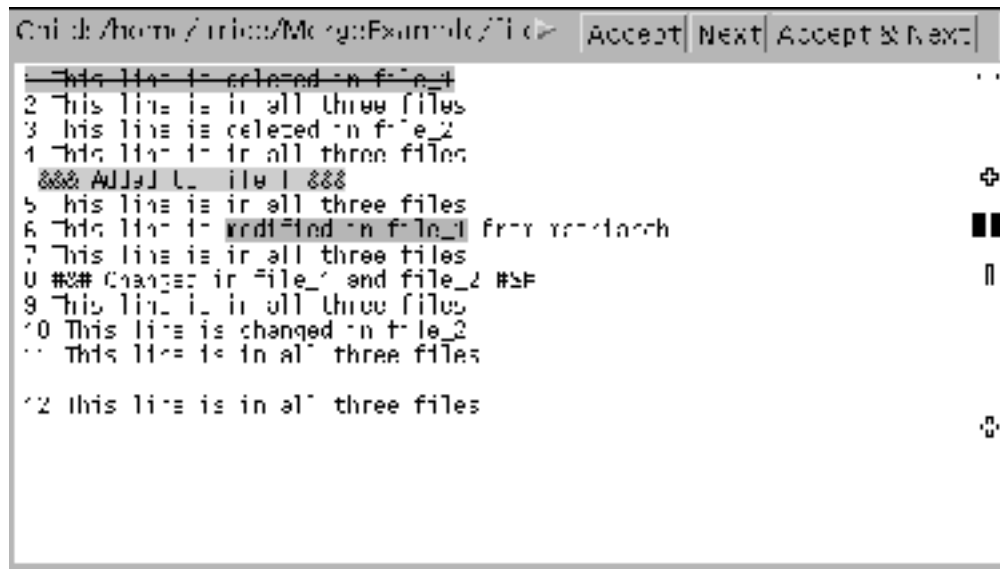 Accept Next Accept & Next
1 This line is deleted in file_1
2 This line is in all three files
3 This line is deleted in file_2
4 This line is in all three files
&&& Added to file 1 &&&
5 This line is in all three files
6 This line is modified in file_1 from
7 This line is in all three files
8 #&# Changed in file_1 and file_2 #&#
9 This line is in all three files
10 This line is changed in file_2
11 This line is in all three files
12 This line is in all three files